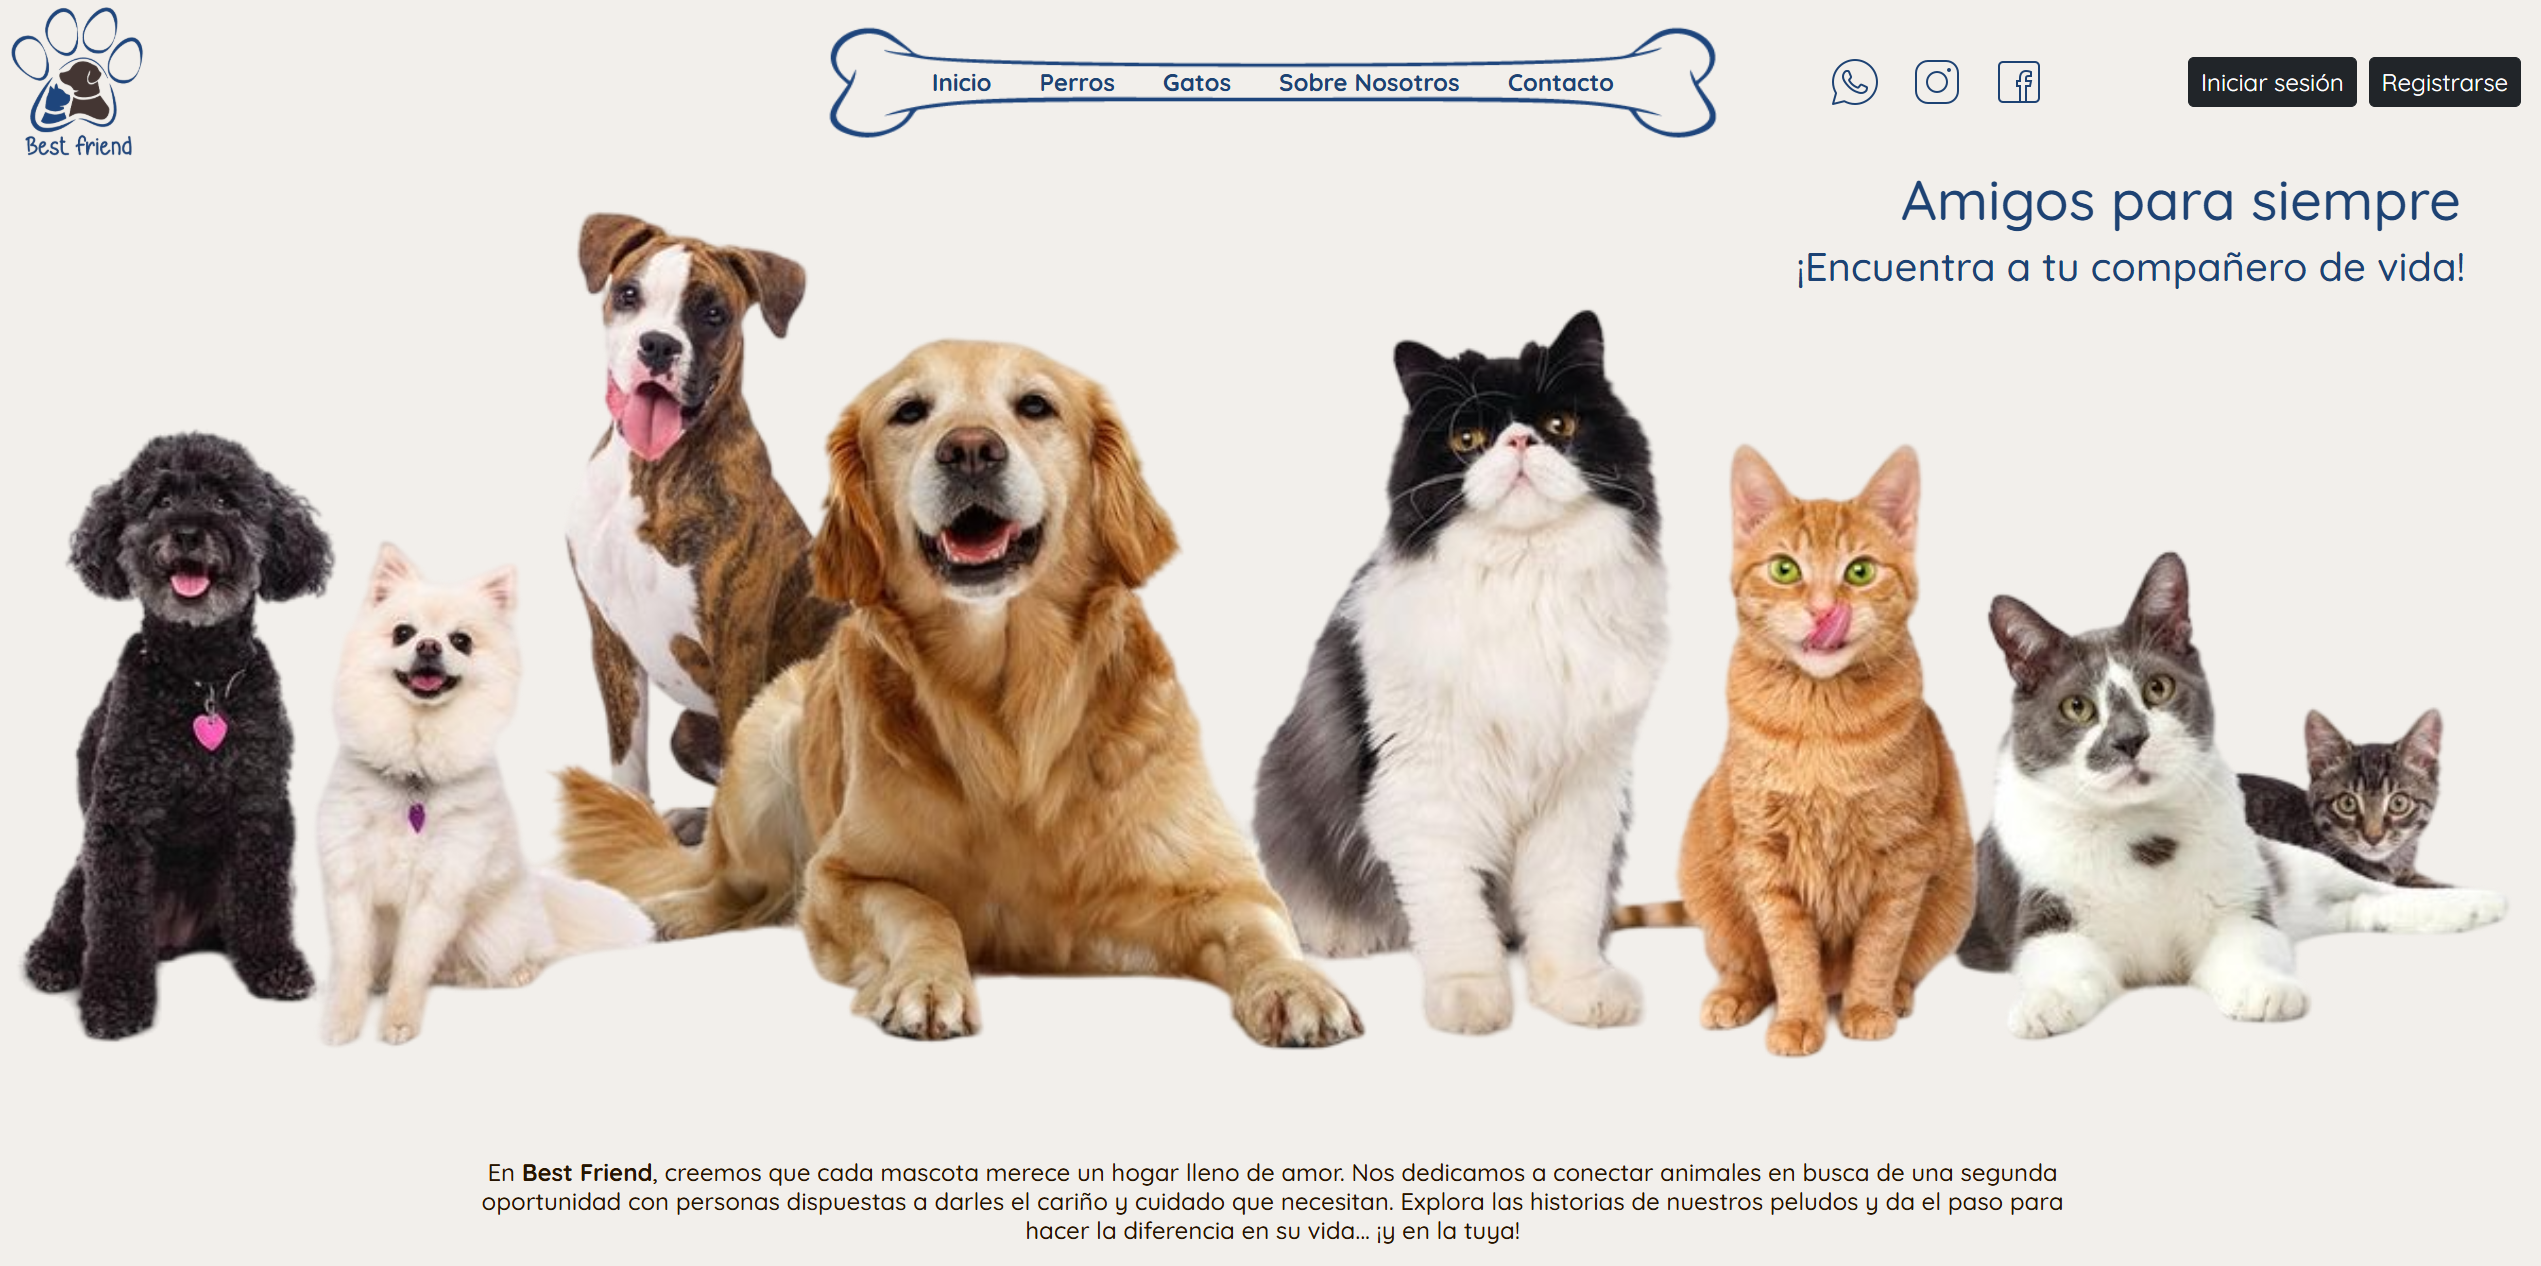 Best friend
Inicio Perros Gatos Sobre Nosotros Contacto
Iniciar sesión Registrarse
Amigos para siempre
¡Encuentra a tu compañero de vida!
En Best Friend, creemos que cada mascota merece un hogar lleno de amor. Nos dedicamos a conectar animales en busca de una segunda
oportunidad con personas dispuestas a darles el cariño y cuidado que necesitan. Explora las historias de nuestros peludos y da el paso para
hacer la diferencia en su vida... ¡y en la tuya!